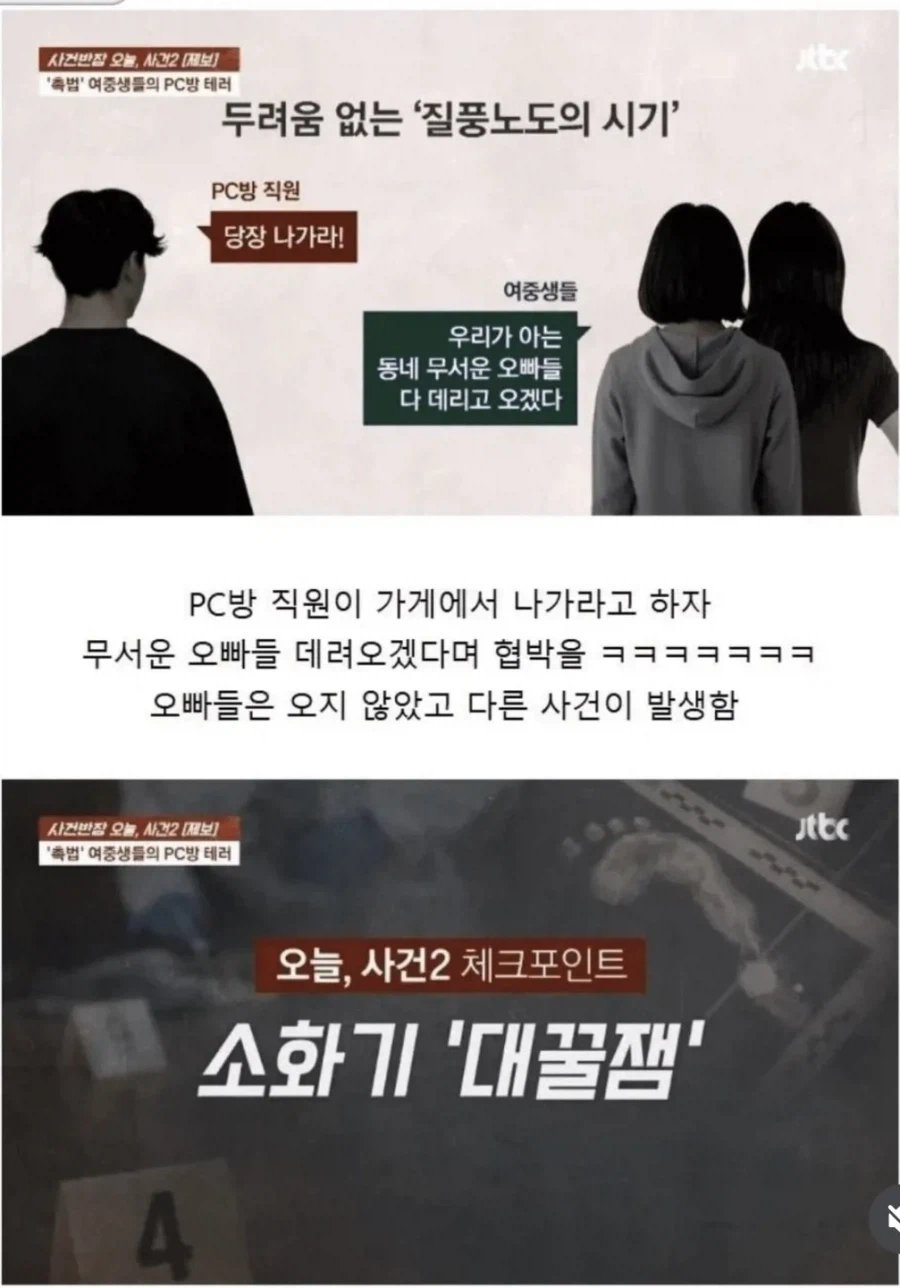 사건반장 오늘, 사건2 [제보]
jtbc
'촉법' 여중생들의 PC방 테러
두려움 없는 ‘질풍노도의 시기’
PC방 직원
당장 나가라!
여중생들
우리가 아는
동네 무서운 오빠들
다 데리고 오겠다
PC방 직원이 가게에서 나가라고 하자
무서운 오빠들 데려오겠다며 협박을 ㅋㅋㅋㅋㅋㅋㅋㅋ
오빠들은 오지 않았고 다른 사건이 발생함
사건반장 오늘, 사건2 [제보]
jtbc
'촉법' 여중생들의 PC방 테러
오늘, 사건2 체크포인트
소화기 '대꿀잼'
4